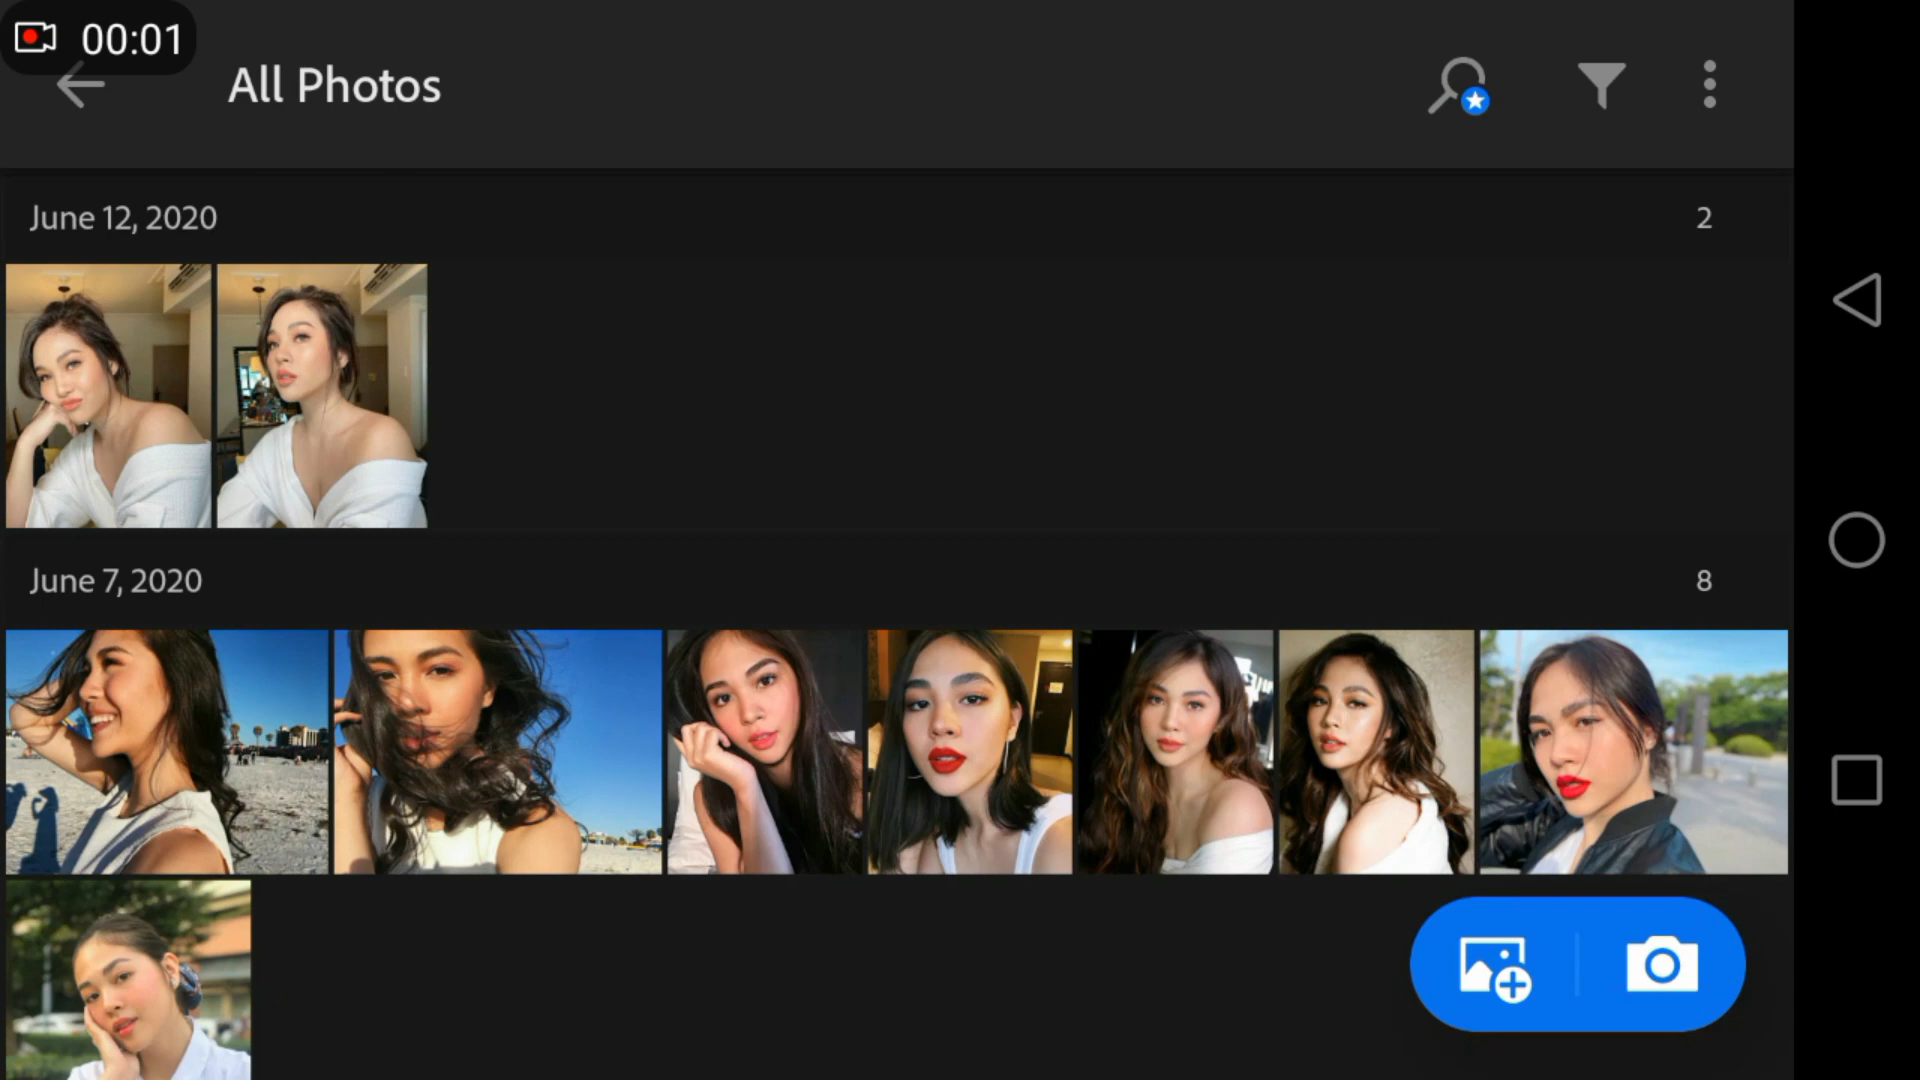 00:01
All Photos
June 12, 2020
2
June 7, 2020
8